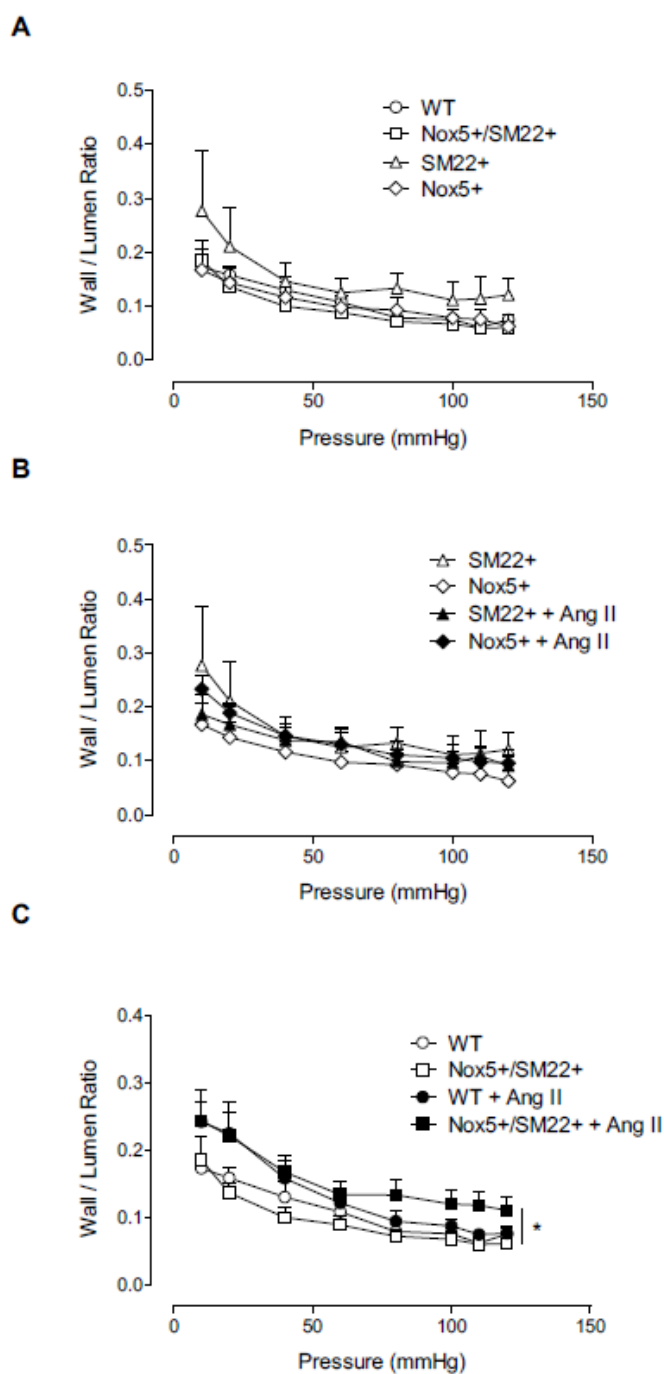 A
0.5
0.4
0.3
0.2
0.1
0.0
Wall / Lumen Ratio
WT
Nox5+/SM22+
SM22+
Nox5+
0
50
100
150
Pressure (mmHg)
B
0.5
0.4
0.3
0.2
0.1
0.0
Wall / Lumen Ratio
SM22+
Nox5+
SM22+ + Ang II
Nox5+ + Ang II
0
50
100
150
Pressure (mmHg)
C
0.4
0.3
0.2
0.1
0.0
Wall / Lumen Ratio
WT
Nox5+/SM22+
WT + Ang II
Nox5+/SM22+ + Ang II
*
0
50
100
150
Pressure (mmHg)